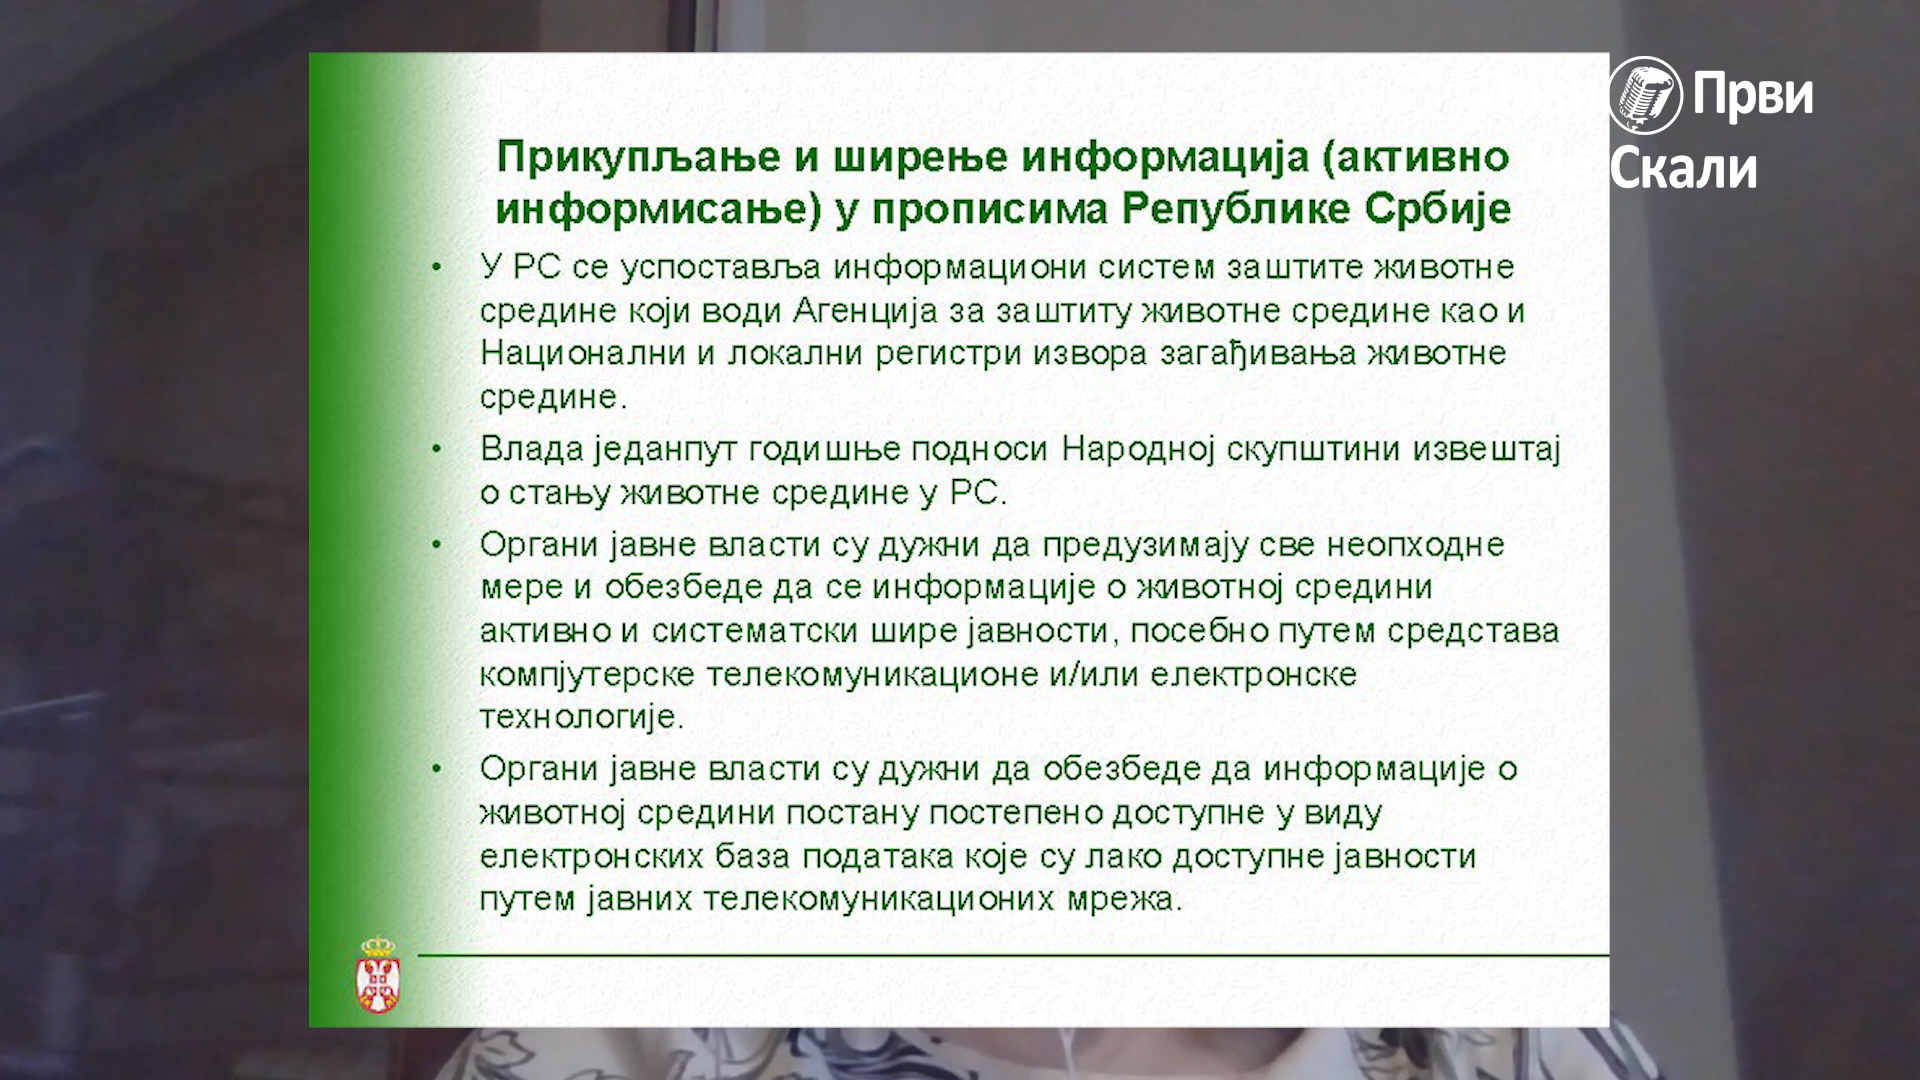 Први
Скали
Прикупљање и ширење информација (активно
информисање) у прописима Републике Србије
• У РС се успоставља информациони систем заштите животне
средине који води Агенција за заштиту животне средине као и
Национални и локални регистри извора загађивања животне
средине.
• Влада једанпут годишње подноси Народној скупштини извештај
о стању животне средине у РС.
• Органи јавне власти су дужни да предузимају све неопходне
мере и обезбеде да се информације о животној средини
активно и систематски шире јавности, посебно путем средстава
компјутерске телекомуникационе и/или електронске
технологије.
• Органи јавне власти су дужни да обезбеде да информације о
животној средини постану постепено доступне у виду
електронских база података које су лако доступне јавности
путем јавних телекомуникационих мрежа.